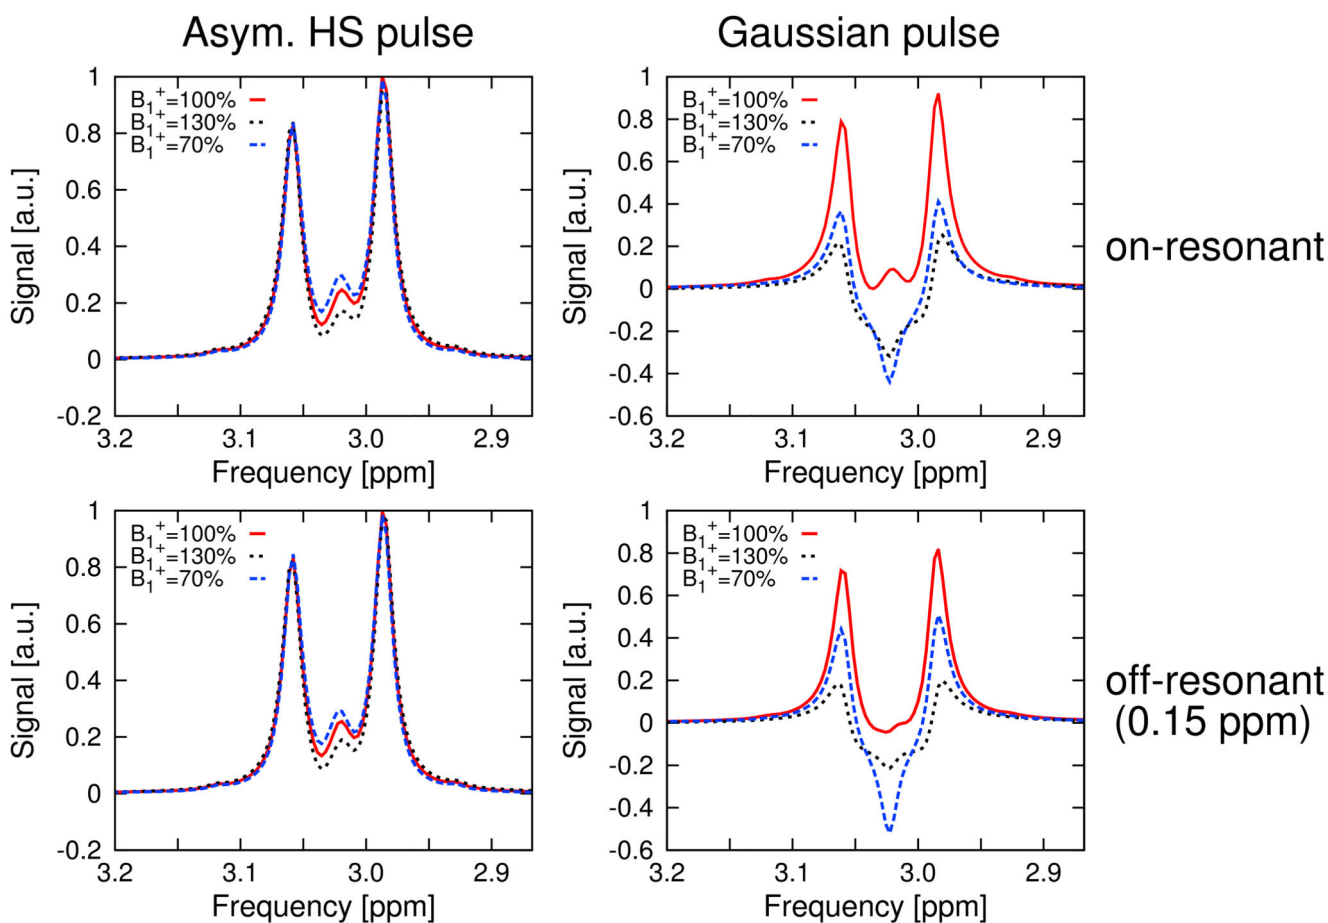 Asym. HS pulse
Gaussian pulse
Signal [a.u.]
1
0.8
0.6
0.4
0.2
0
-0.2
B₁⁺=100%
B₁⁺=130%
B₁⁺=70%
3.2
3.1
3.0
2.9
Frequency [ppm]
Signal [a.u.]
1
0.8
0.6
0.4
0.2
0
-0.2
-0.4
-0.6
B₁⁺=100%
B₁⁺=130%
B₁⁺=70%
3.2
3.1
3.0
2.9
Frequency [ppm]
on-resonant
Signal [a.u.]
1
0.8
0.6
0.4
0.2
0
-0.2
B₁⁺=100%
B₁⁺=130%
B₁⁺=70%
3.2
3.1
3.0
2.9
Frequency [ppm]
Signal [a.u.]
1
0.8
0.6
0.4
0.2
0
-0.2
-0.4
-0.6
B₁⁺=100%
B₁⁺=130%
B₁⁺=70%
3.2
3.1
3.0
2.9
Frequency [ppm]
off-resonant
(0.15 ppm)